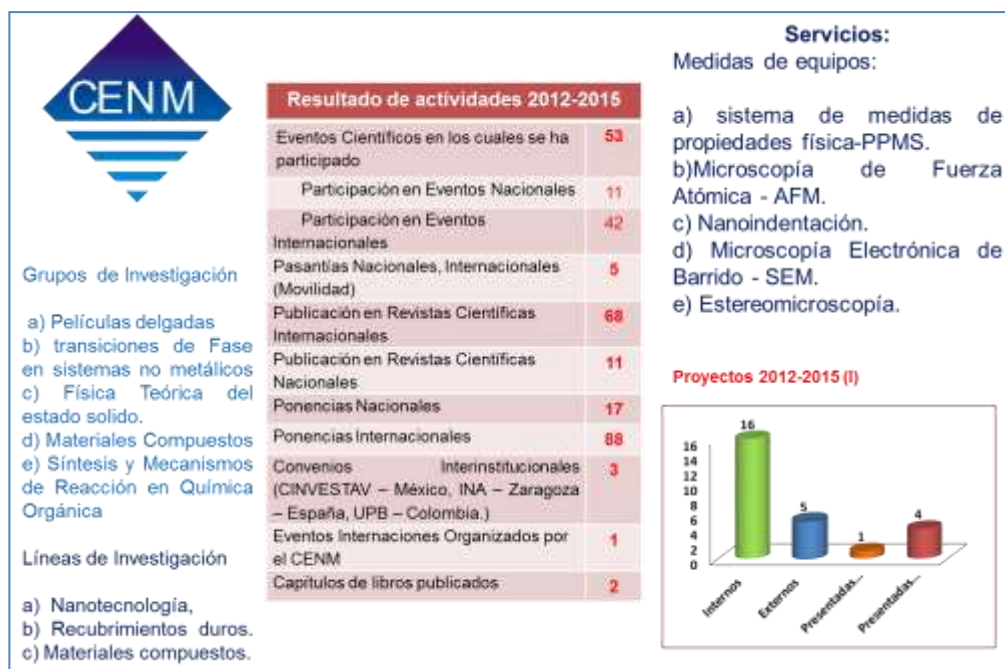 CENM
Grupos de Investigación
a) Películas delgadas
b) transiciones de Fase
en sistemas no metálicos
c) Física Teórica del
estado solido.
d) Materiales Compuestos
e) Síntesis y Mecanismos
de Reacción en Química
Orgánica
Líneas de Investigación
a) Nanotecnología,
b) Recubrimientos duros.
c) Materiales compuestos.
Resultado de actividades 2012-2015
Eventos Científicos en los cuales se ha 53
participado
Participación en Eventos Nacionales 11
Participación en Eventos 42
Internacionales
Pasantías Nacionales, Internacionales 5
(Movilidad)
Publicación en Revistas Científicas 68
Internacionales
Publicación en Revistas Científicas 11
Nacionales
Ponencias Nacionales 17
Ponencias Internacionales 88
Convenios Interinstitucionales 3
(CINVESTAV – México, INA – Zaragoza
– España, UPB – Colombia.)
Eventos Internaciones Organizados por 1
el CENM
Capítulos de libros publicados 2
Servicios:
Medidas de equipos:
a) sistema de medidas de
propiedades física-PPMS.
b)Microscopía de Fuerza
Atómica - AFM.
c) Nanoindentación.
d) Microscopía Electrónica de
Barrido - SEM.
e) Estereomicroscopía.
Proyectos 2012-2015 (I)
16
14
12
10
8
6
4
2
0
16
5
1
4
Internos
Externos
Presentadas...
Presentadas...